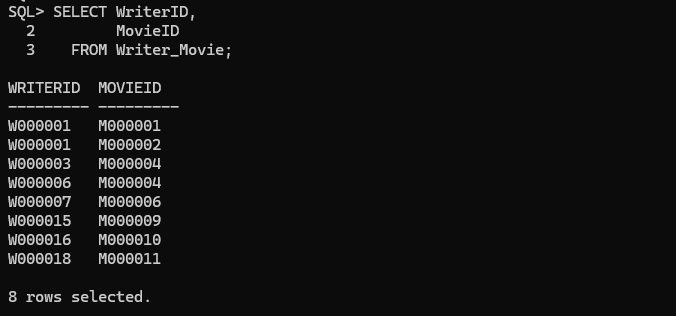 SQL> SELECT WriterID,
  2         MovieID
  3    FROM Writer_Movie;

WRITERID  MOVIEID
--------- ---------
W000001   M000001
W000001   M000002
W000003   M000004
W000006   M000004
W000007   M000006
W000015   M000009
W000016   M000010
W000018   M000011

8 rows selected.